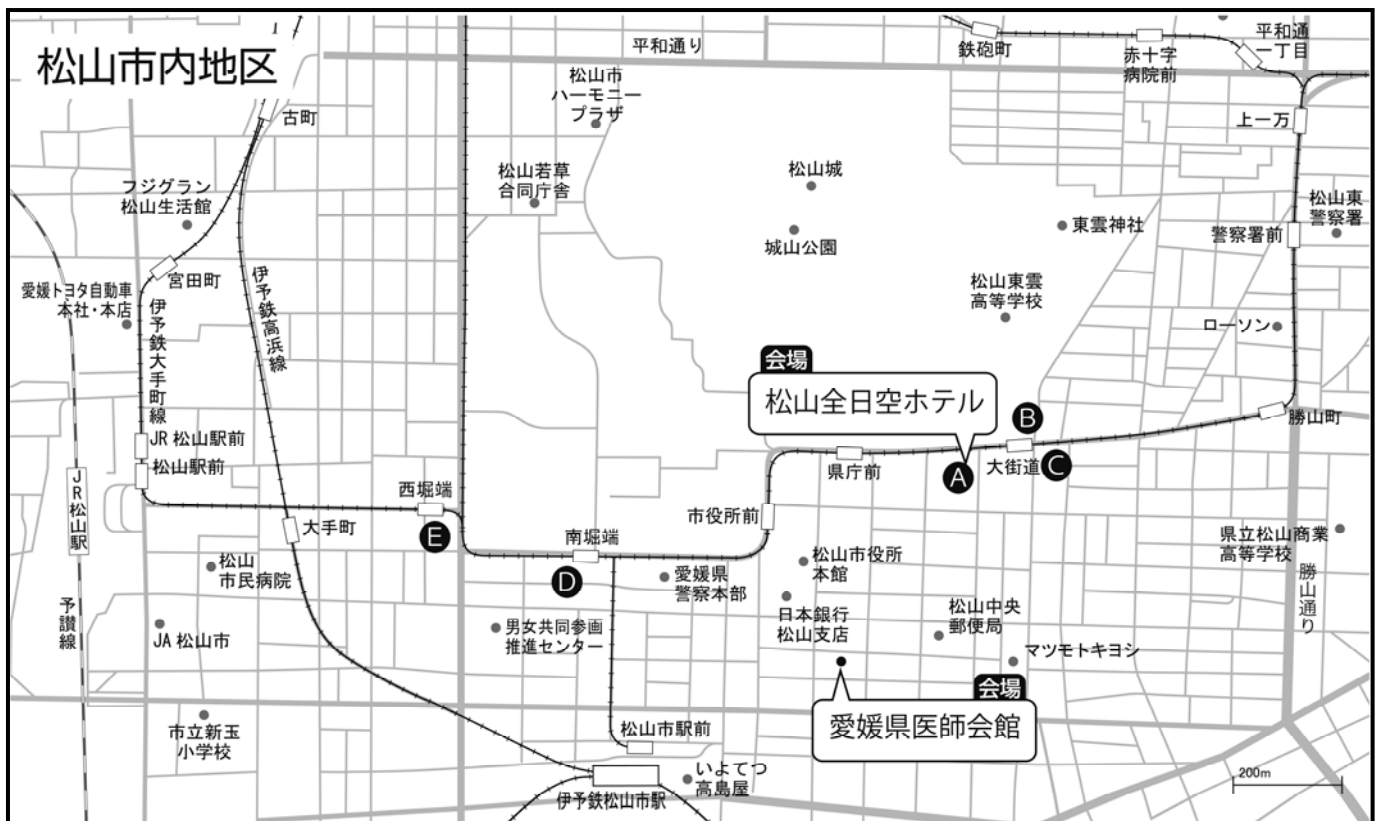 松山市内地区
平和通り
鉄砲町
赤十字
病院前
平和通
一丁目
松山市
ハーモニー
プラザ
古町
上一万
松山若草
合同庁舎
松山城
フジグラン
松山生活館
松山東
警察署
城山公園
東雲神社
警察署前
宮田町
愛媛トヨタ自動車
本社・本店
伊予鉄高浜線
松山東雲
高等学校
伊予鉄大手町線
ローソン
会場
松山全日空ホテル
B
勝山町
JR 松山駅前
松山駅前
県庁前
A
大街道
C
JR松山駅
西堀端
E
大手町
南堀端
市役所前
県立松山商業
高等学校
松山
市民病院
D
愛媛県
警察本部
松山市役所
本館
勝山通り
予讃線
JA 松山市
男女共同参画
推進センター
日本銀行
松山支店
松山中央
郵便局
マツモトキヨシ
会場
愛媛県医師会館
市立新玉
小学校
松山市駅前
いよてつ
高島屋
伊予鉄松山市駅
200m